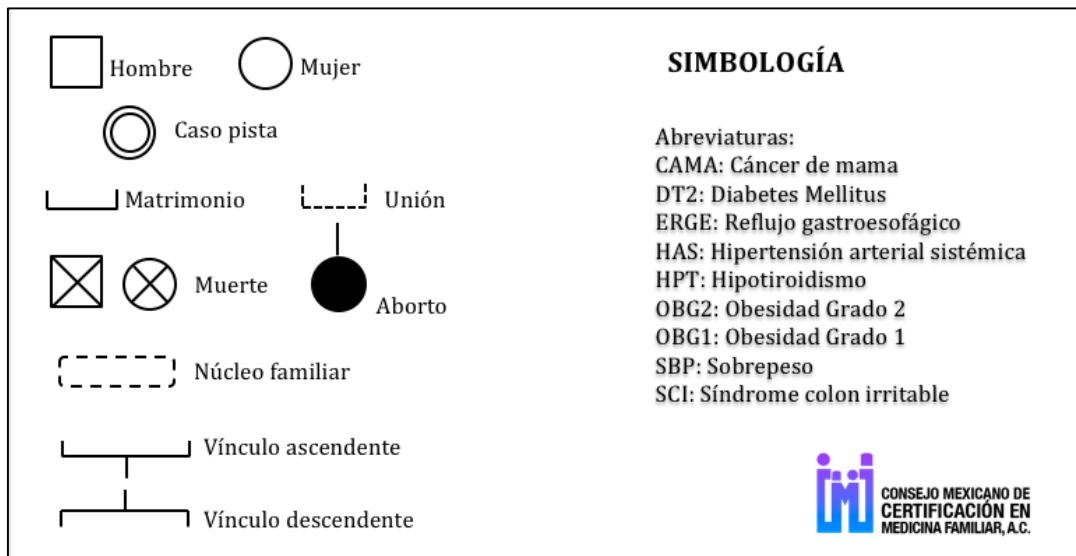 Hombre
Mujer
Caso pista
Matrimonio
Unión
Muerte
Aborto
Núcleo familiar
Vínculo ascendente
Vínculo descendente
SIMBOLOGÍA
Abreviaturas:
CAMA: Cáncer de mama
DT2: Diabetes Mellitus
ERGE: Reflujo gastroesofágico
HAS: Hipertensión arterial sistémica
HPT: Hipotiroidismo
OBG2: Obesidad Grado 2
OBG1: Obesidad Grado 1
SBP: Sobrepeso
SCI: Síndrome colon irritable
CONSEJO MEXICANO DE
CERTIFICACIÓN EN
MEDICINA FAMILIAR, A.C.